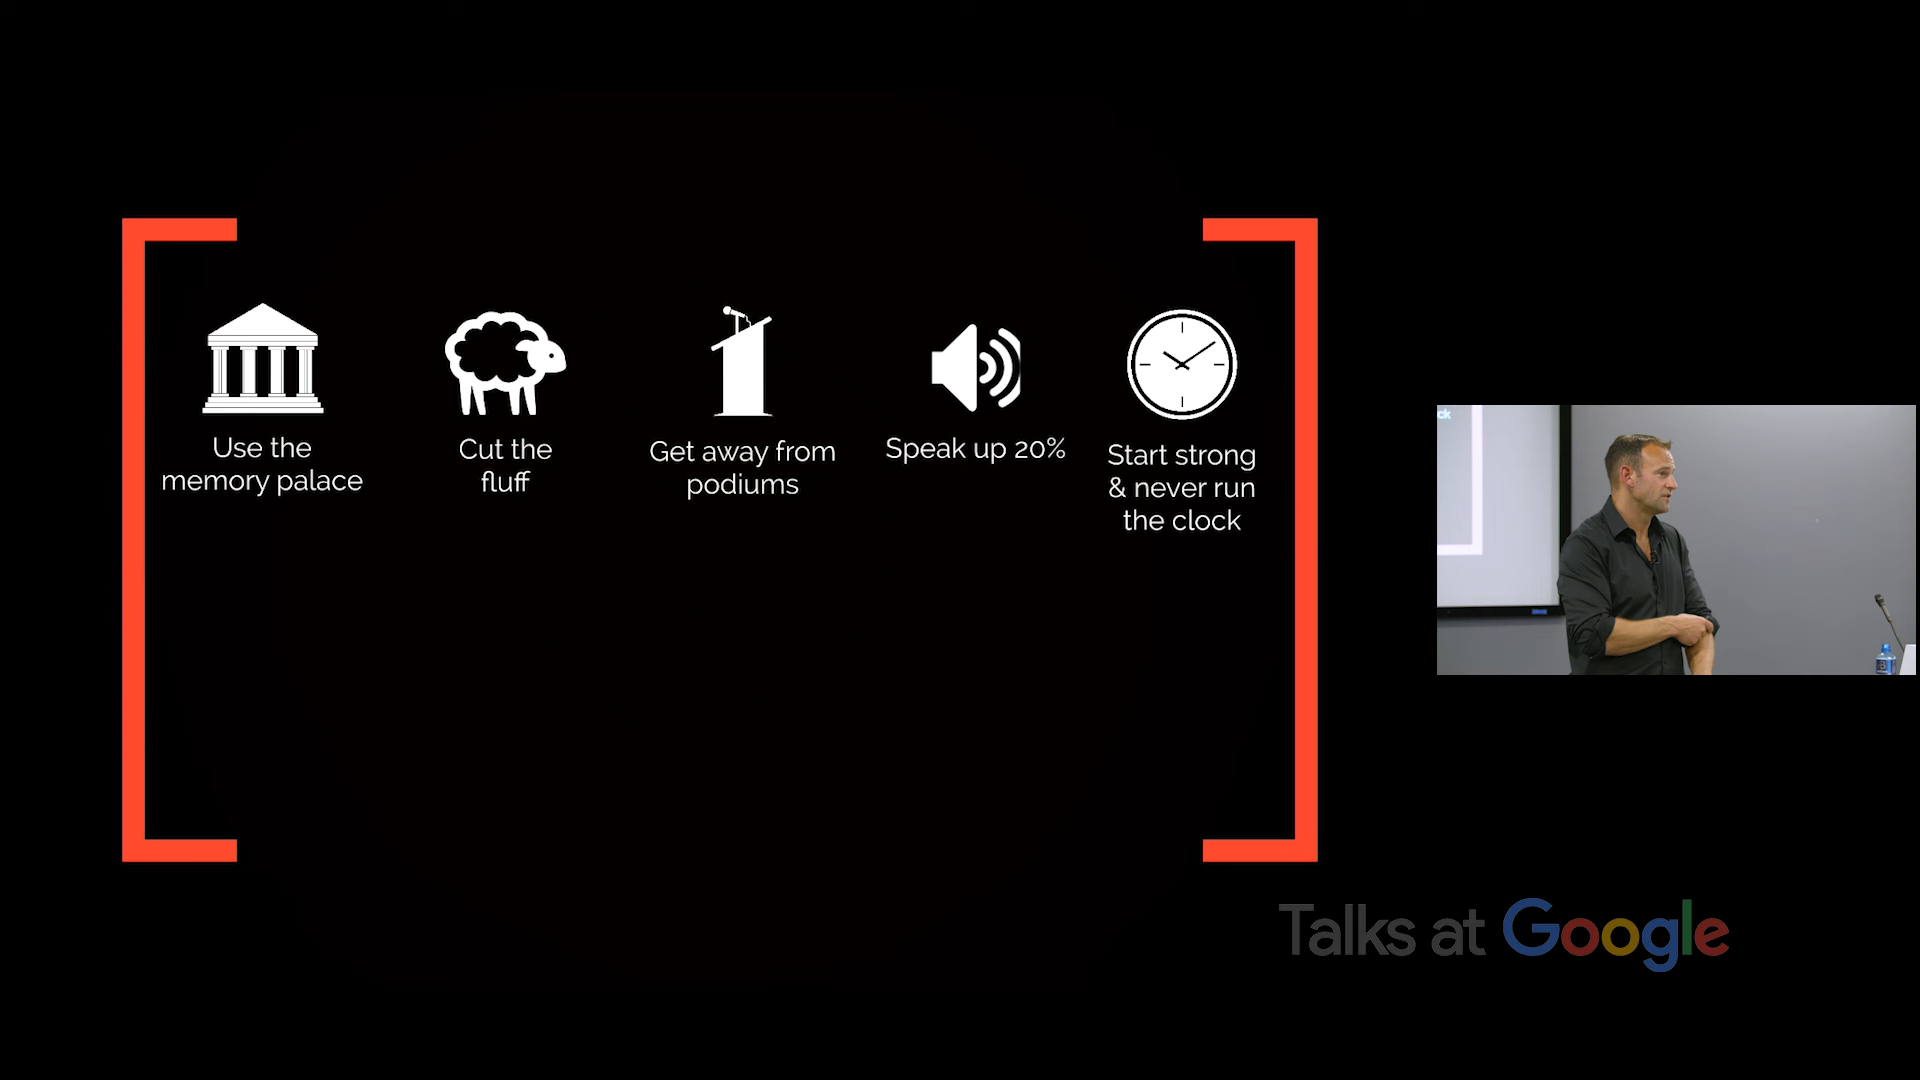 Use the
memory palace
Cut the
fluff
Get away from
podiums
Speak up 20%
Start strong
& never run
the clock
ck
Talks at Google